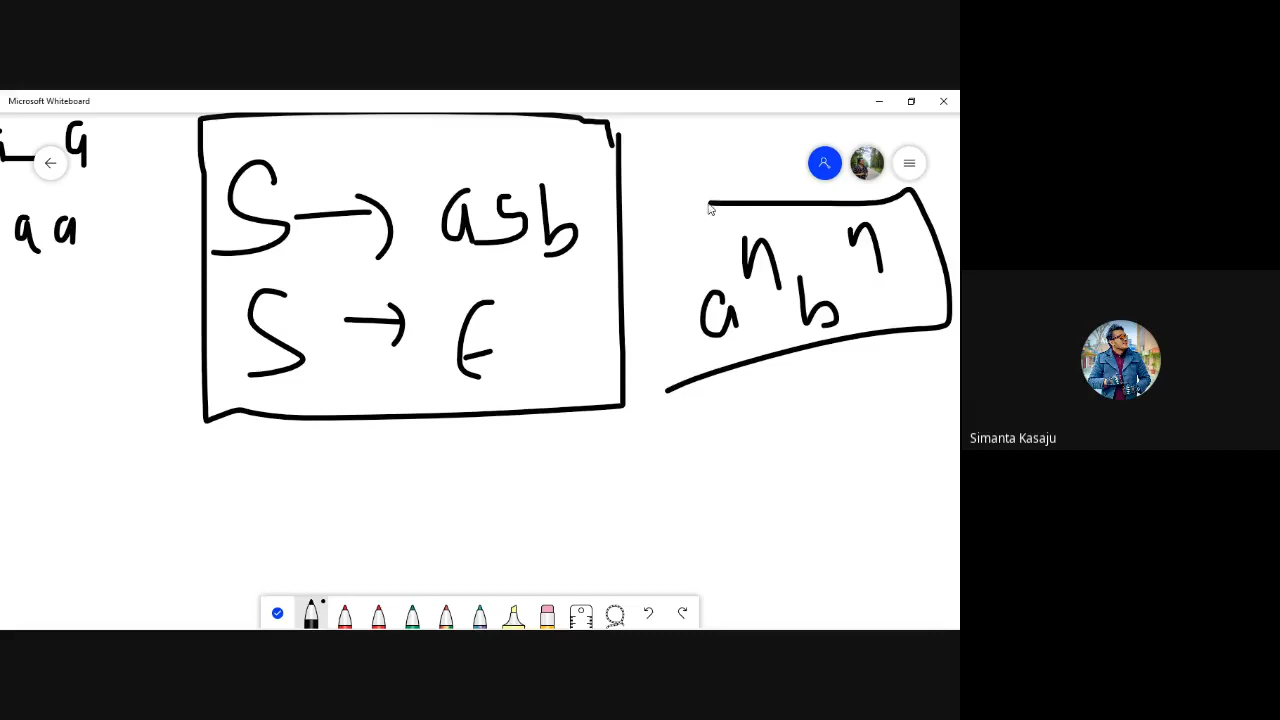 Microsoft Whiteboard
a
a a
S → asb
S → ϵ
aⁿbⁿ
Simanta Kasaju